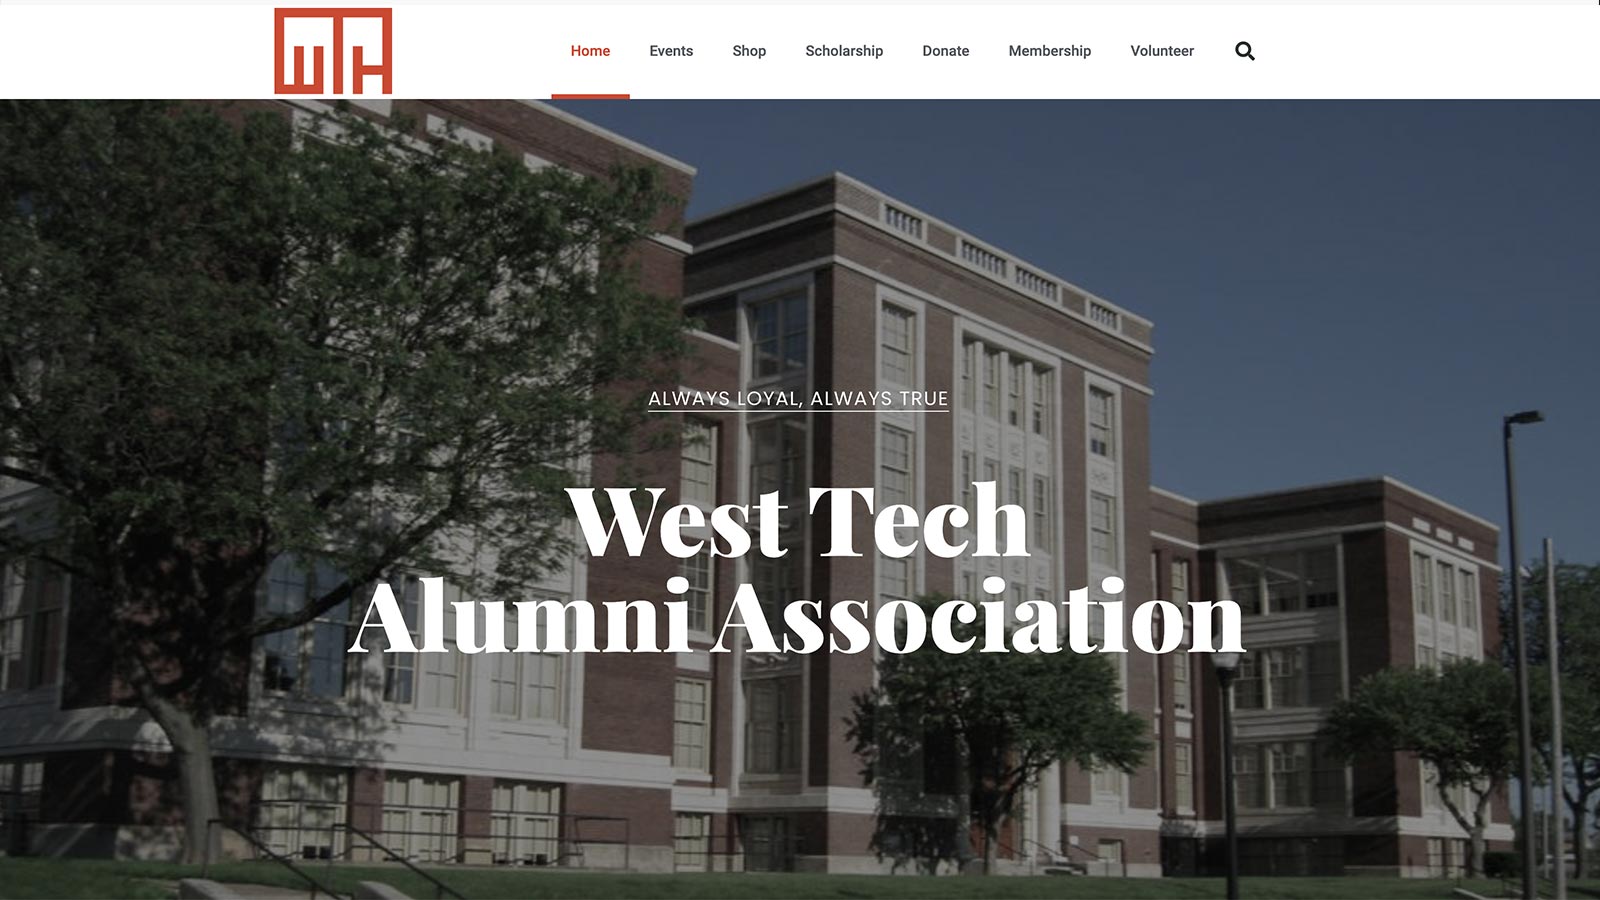 WTH
Home
Events
Shop
Scholarship
Donate
Membership
Volunteer
ALWAYS LOYAL, ALWAYS TRUE
West Tech
Alumni Association